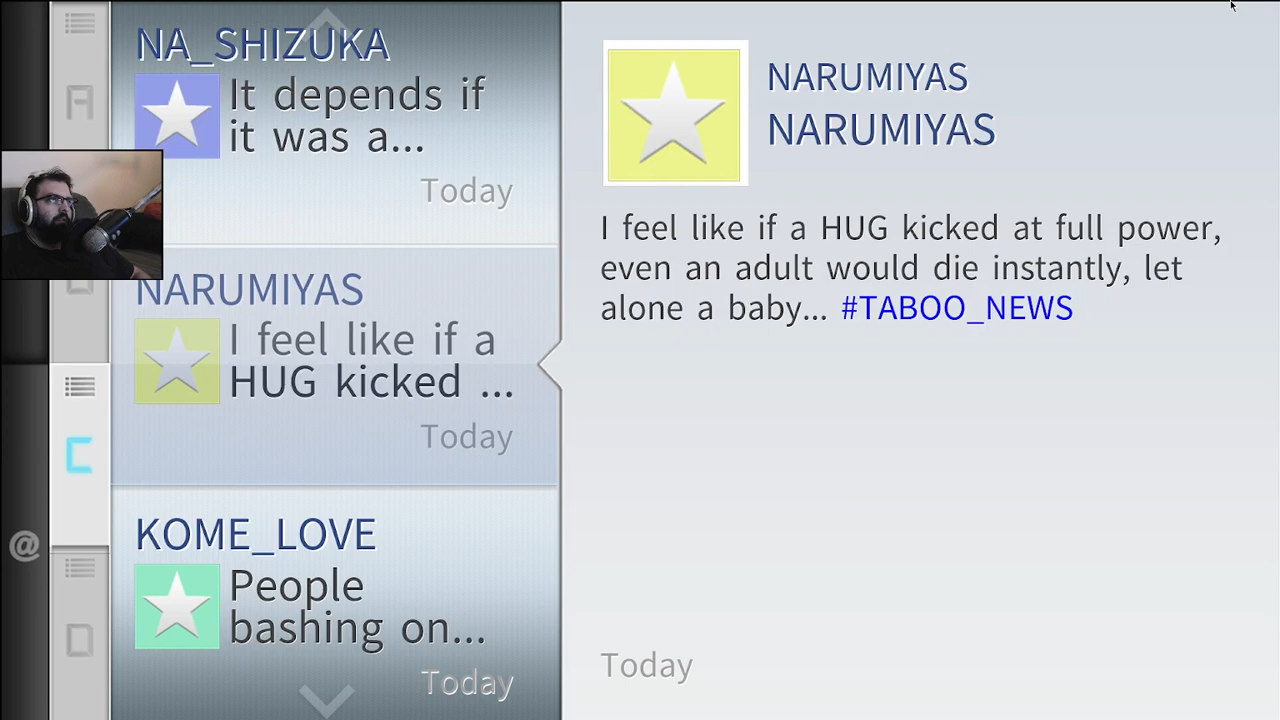 NA_SHIZUKA
It depends if
it was a...
Today
NARUMIYAS
I feel like if a
HUG kicked ...
Today
KOME_LOVE
People
bashing on...
Today
A
C
D
@
NARUMIYAS
NARUMIYAS
I feel like if a HUG kicked at full power,
even an adult would die instantly, let
alone a baby... #TABOO_NEWS
Today